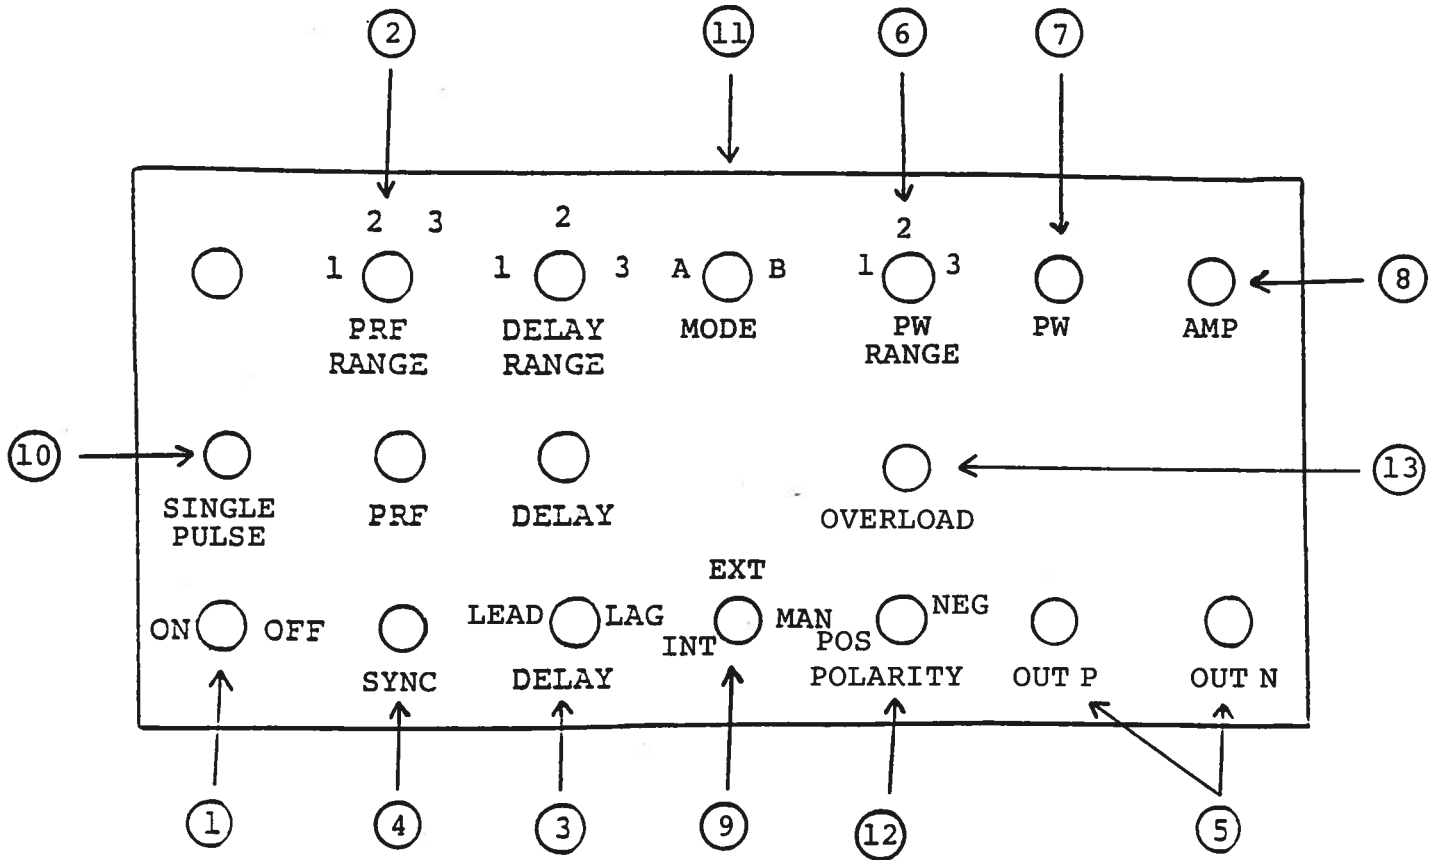 2 11 6 7
2 3 2 2
1 1 3 A B 1 3 8
PRF DELAY MODE PW PW AMP
RANGE RANGE RANGE
10 13
SINGLE PRF DELAY OVERLOAD
PULSE
EXT
ON OFF LEAD LAG INT MAN POS NEG
SYNC DELAY POLARITY OUT P OUT N
1 4 3 9 12 5